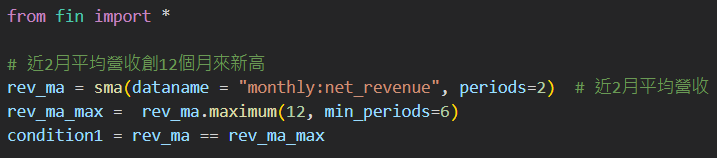 from fin import *
# 近2月平均營收創12個月來新高
rev_ma = sma(dataname = "monthly:net_revenue", periods=2)  # 近2月平均營收
rev_ma_max =  rev_ma.maximum(12, min_periods=6)
condition1 = rev_ma == rev_ma_max